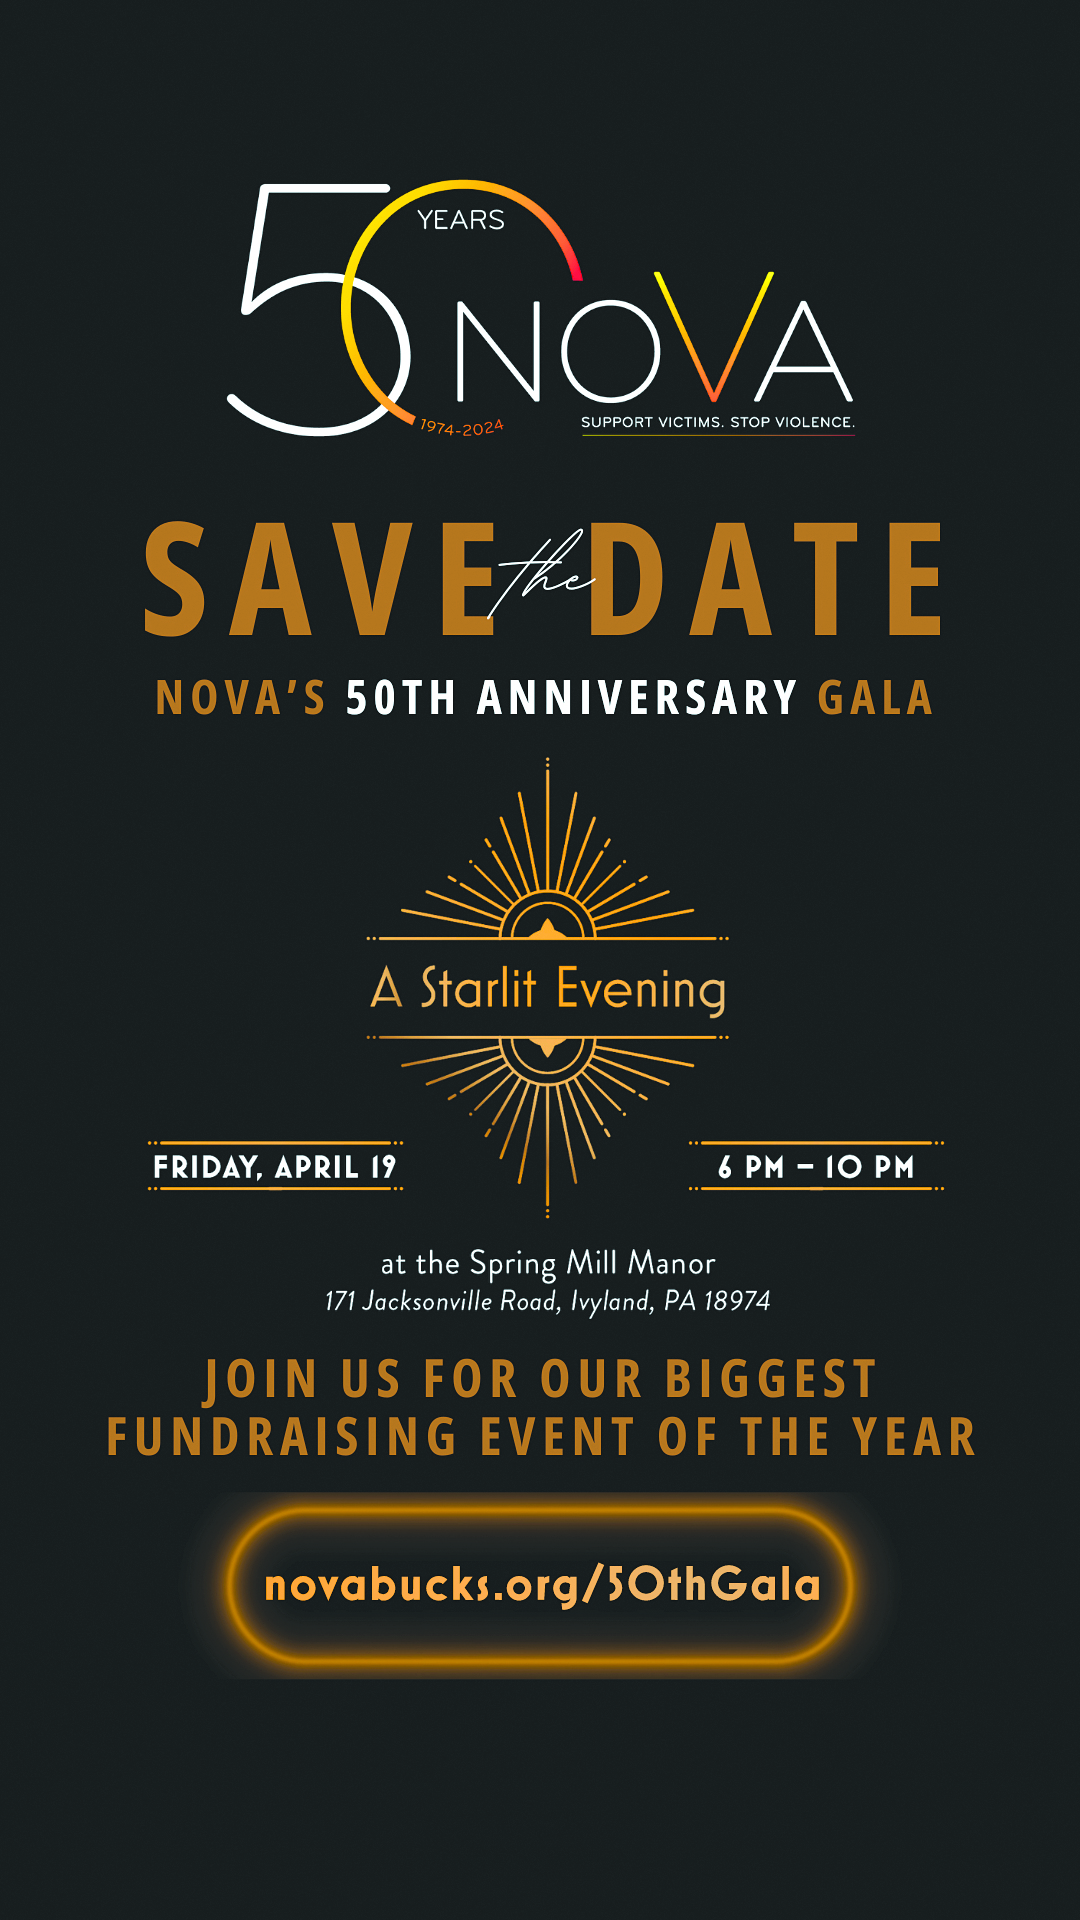 50 YEARS
NOVA
1974-2024
SUPPORT VICTIMS. STOP VIOLENCE.
SAVE the DATE
NOVA'S 50TH ANNIVERSARY GALA
A Starlit Evening
FRIDAY, APRIL 19
6 PM – 10 PM
at the Spring Mill Manor
171 Jacksonville Road, Ivyland, PA 18974
JOIN US FOR OUR BIGGEST
FUNDRAISING EVENT OF THE YEAR
novabucks.org/50thGala